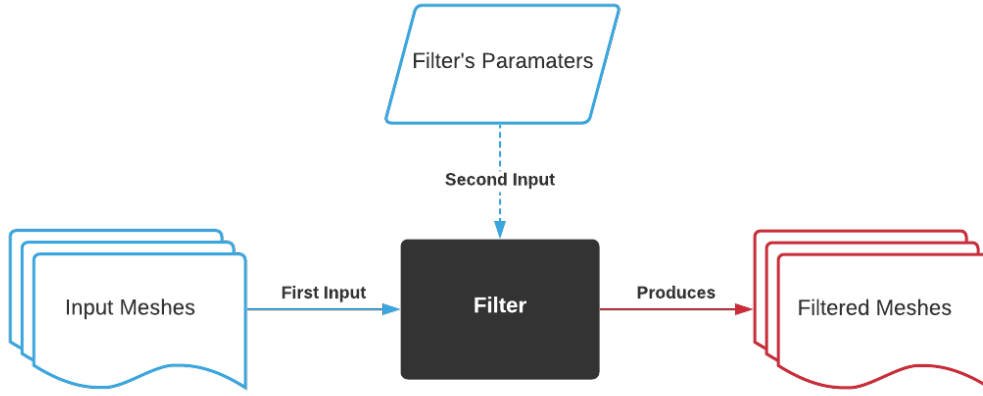 Filter's Paramaters
Second Input
Input Meshes
First Input
Filter
Produces
Filtered Meshes